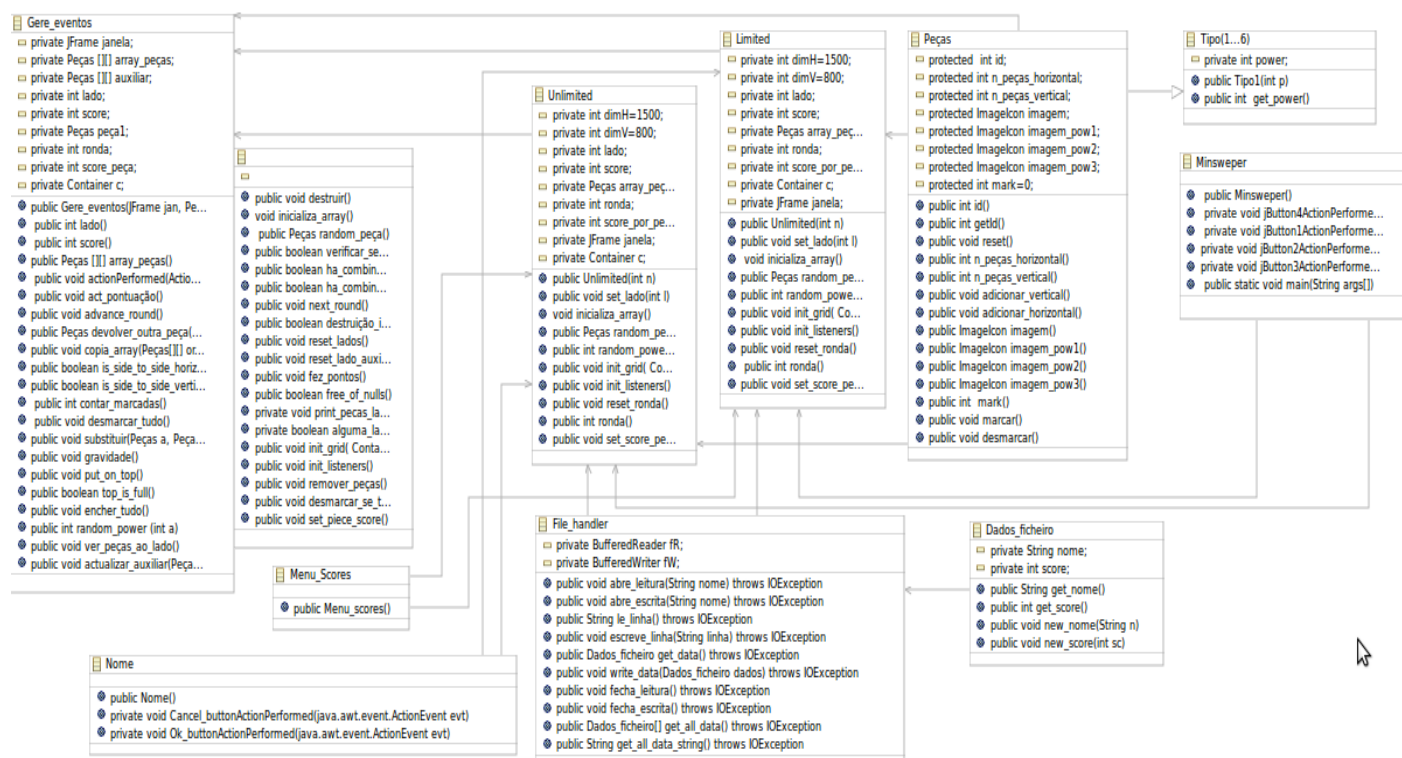 Gere_eventos
private JFrame janela;
private Peças [][] array_peças;
private Peças [][] auxiliar;
private int lado;
private int score;
private Peças peça1;
private int ronda;
private int score_peça;
private Container c;
public Gere_eventos(JFrame jan, Pe...
public int lado()
public int score()
public Peças [][] array_peças()
public void actionPerformed(Actio...
public void act_pontuação()
public void advance_round()
public Peças devolver_outra_peça(...
public void copia_array(Peças[][] or...
public boolean is_side_to_side_horiz...
public boolean is_side_to_side_verti...
public int contar_marcadas()
public void desmarcar_tudo()
public void substituir(Peças a, Peça...
public void gravidade()
public void put_on_top()
public boolean top_is_full()
public void encher_tudo()
public int random_power (int a)
public void ver_peças_ao_lado()
public void actualizar_auxiliar(Peça...
public void destruir()
void inicializa_array()
public Peças random_peça()
public boolean verificar_se...
public boolean ha_combin...
public boolean ha_combin...
public void next_round()
public boolean destruição_i...
public void reset_lados()
public void reset_lado_auxi...
public void fez_pontos()
public boolean free_of_nulls()
private void print_pecas_la...
private boolean alguma_la...
public void init_grid( Conta...
public void init_listeners()
public void remover_peças()
public void desmarcar_se_t...
public void set_piece_score()
Unlimited
private int dimH=1500;
private int dimV=800;
private int lado;
private int score;
private Peças array_peç...
private int ronda;
private int score_por_pe...
private JFrame janela;
private Container c;
public Unlimited(int n)
public void set_lado(int l)
void inicializa_array()
public Peças random_pe...
public int random_powe...
public void init_grid( Co...
public void init_listeners()
public void reset_ronda()
public int ronda()
public void set_score_pe...
Limited
private int dimH=1500;
private int dimV=800;
private int lado;
private int score;
private Peças array_peç...
private int ronda;
private int score_por_pe...
private Container c;
private JFrame janela;
public Unlimited(int n)
public void set_lado(int l)
void inicializa_array()
public Peças random_pe...
public int random_powe...
public void init_grid( Co...
public void init_listeners()
public void reset_ronda()
public int ronda()
public void set_score_pe...
Peças
protected int id;
protected int n_peças_horizontal;
protected int n_peças_vertical;
protected ImageIcon imagem;
protected ImageIcon imagem_pow1;
protected ImageIcon imagem_pow2;
protected ImageIcon imagem_pow3;
protected int mark=0;
public int id()
public int getId()
public void reset()
public int n_peças_horizontal()
public int n_peças_vertical()
public void adicionar_vertical()
public void adicionar_horizontal()
public ImageIcon imagem()
public ImageIcon imagem_pow1()
public ImageIcon imagem_pow2()
public ImageIcon imagem_pow3()
public int mark()
public void marcar()
public void desmarcar()
Tipo(1...6)
private int power;
public Tipo1(int p)
public int get_power()
Minsweper
public Minsweper()
private void jButton4ActionPerforme...
private void jButton1ActionPerforme...
private void jButton2ActionPerforme...
private void jButton3ActionPerforme...
public static void main(String args[])
Menu_Scores
public Menu_scores()
Nome
public Nome()
private void Cancel_buttonActionPerformed(java.awt.event.ActionEvent evt)
private void Ok_buttonActionPerformed(java.awt.event.ActionEvent evt)
File_handler
private BufferedReader fR;
private BufferedWriter fW;
public void abre_leitura(String nome) throws IOException
public void abre_escrita(String nome) throws IOException
public String le_linha() throws IOException
public void escreve_linha(String linha) throws IOException
public Dados_ficheiro get_data() throws IOException
public void write_data(Dados_ficheiro dados) throws IOException
public void fecha_leitura() throws IOException
public void fecha_escrita() throws IOException
public Dados_ficheiro[] get_all_data() throws IOException
public String get_all_data_string() throws IOException
Dados_ficheiro
private String nome;
private int score;
public String get_nome()
public int get_score()
public void new_nome(String n)
public void new_score(int sc)